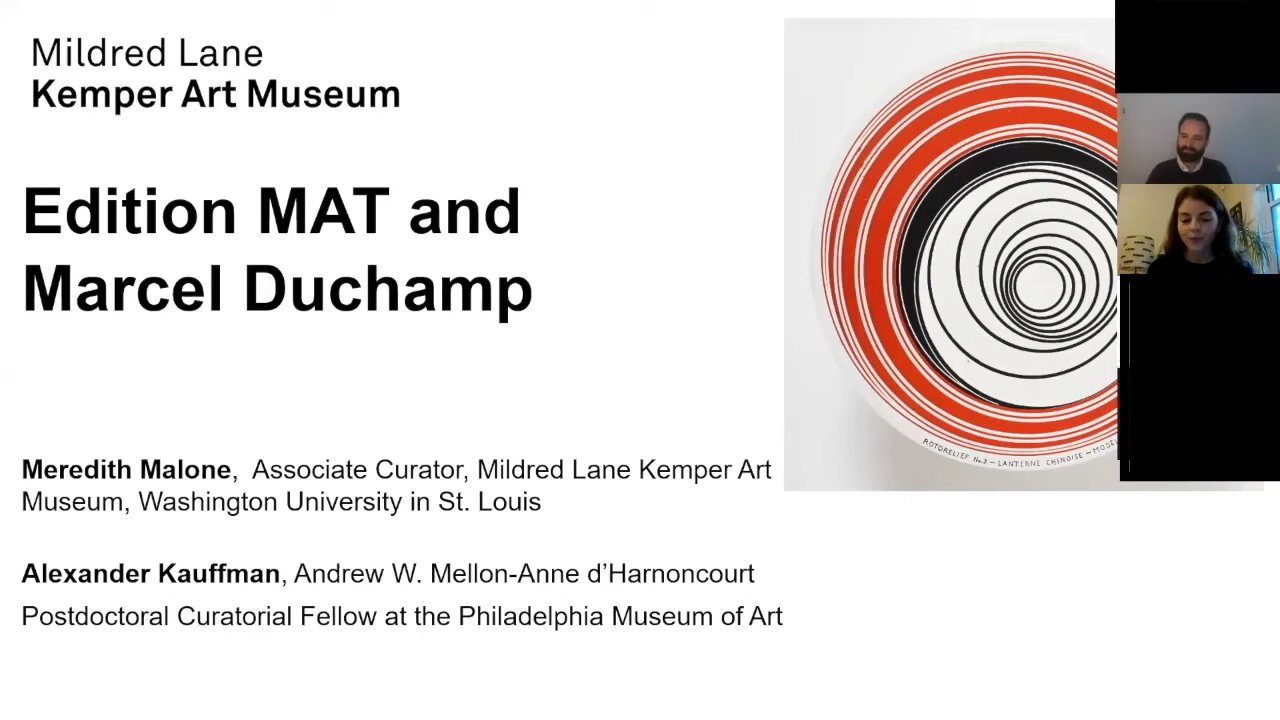 Mildred Lane
Kemper Art Museum
Edition MAT and
Marcel Duchamp
ROTORELIEF No.3 – LANTERNE CHINOISE – MODEL
Meredith Malone, Associate Curator, Mildred Lane Kemper Art
Museum, Washington University in St. Louis
Alexander Kauffman, Andrew W. Mellon-Anne d’Harnoncourt
Postdoctoral Curatorial Fellow at the Philadelphia Museum of Art